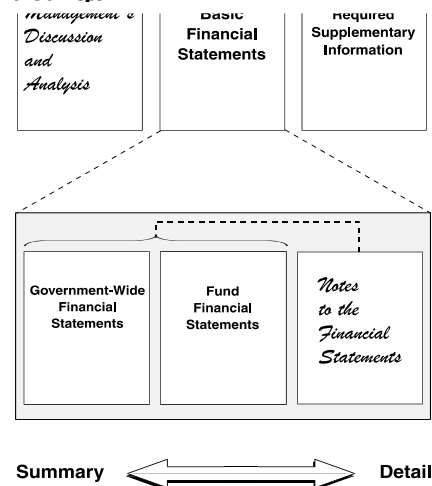 Management's
Discussion
and
Analysis
Basic
Financial
Statements
Required
Supplementary
Information
Government-Wide
Financial
Statements
Fund
Financial
Statements
Notes
to the
Financial
Statements
Summary
Detail